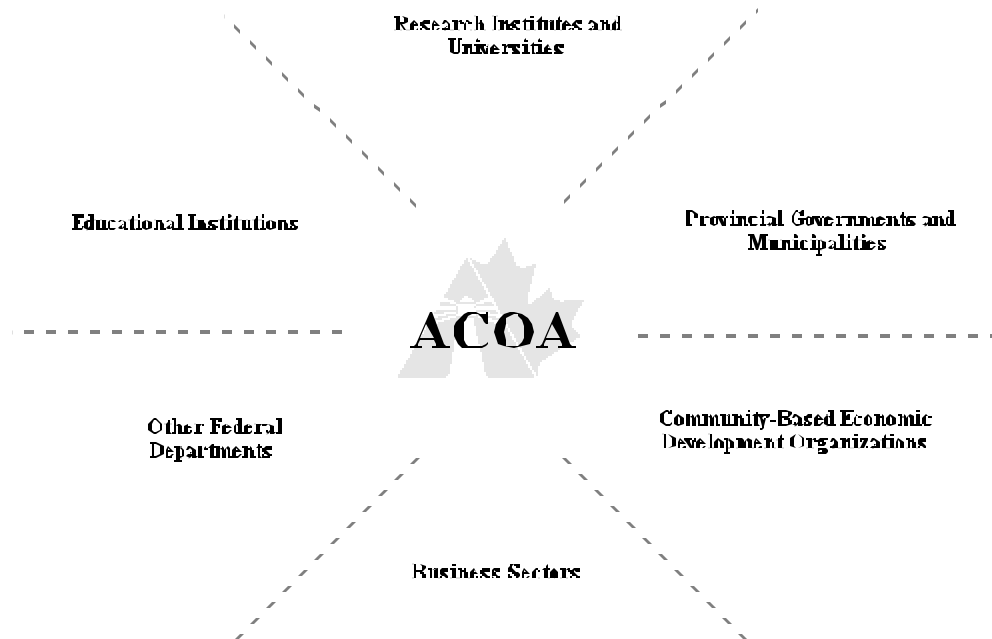 Research Institutes and
Universities
Educational Institutions
Provincial Governments and
Municipalities
ACOA
Other Federal
Departments
Community-Based Economic
Development Organizations
Business Sectors